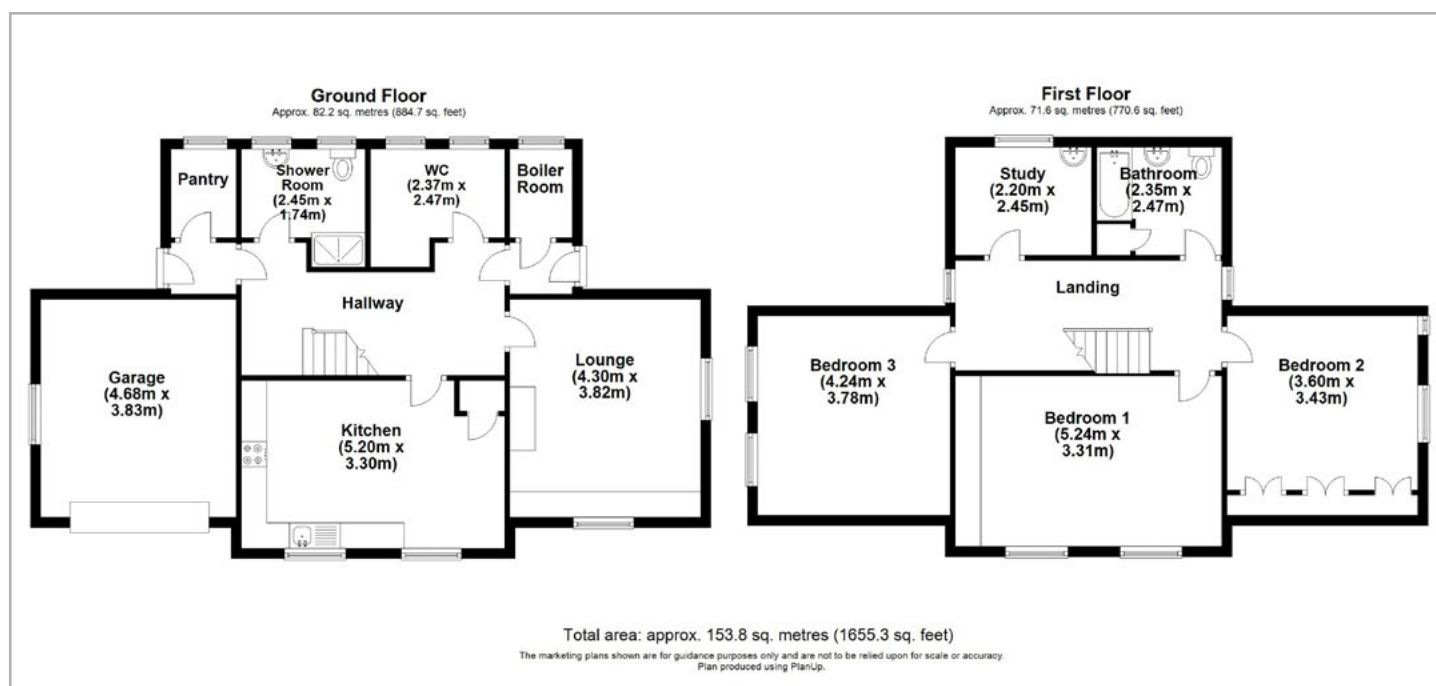 Ground Floor
Approx. 82.2 sq. metres (884.7 sq. feet)
Pantry
Shower
Room
(2.45m x
1.74m)
WC
(2.37m x
2.47m)
Boiler
Room
Hallway
Garage
(4.68m x
3.83m)
Kitchen
(5.20m x
3.30m)
Lounge
(4.30m x
3.82m)
First Floor
Approx. 71.6 sq. metres (770.6 sq. feet)
Study
(2.20m x
2.45m)
Bathroom
(2.35m x
2.47m)
Landing
Bedroom 3
(4.24m x
3.78m)
Bedroom 1
(5.24m x
3.31m)
Bedroom 2
(3.60m x
3.43m)
Total area: approx. 153.8 sq. metres (1655.3 sq. feet)
The marketing plans shown are for guidance purposes only and are not to be relied upon for scale or accuracy.
Plan produced using PlanUp.